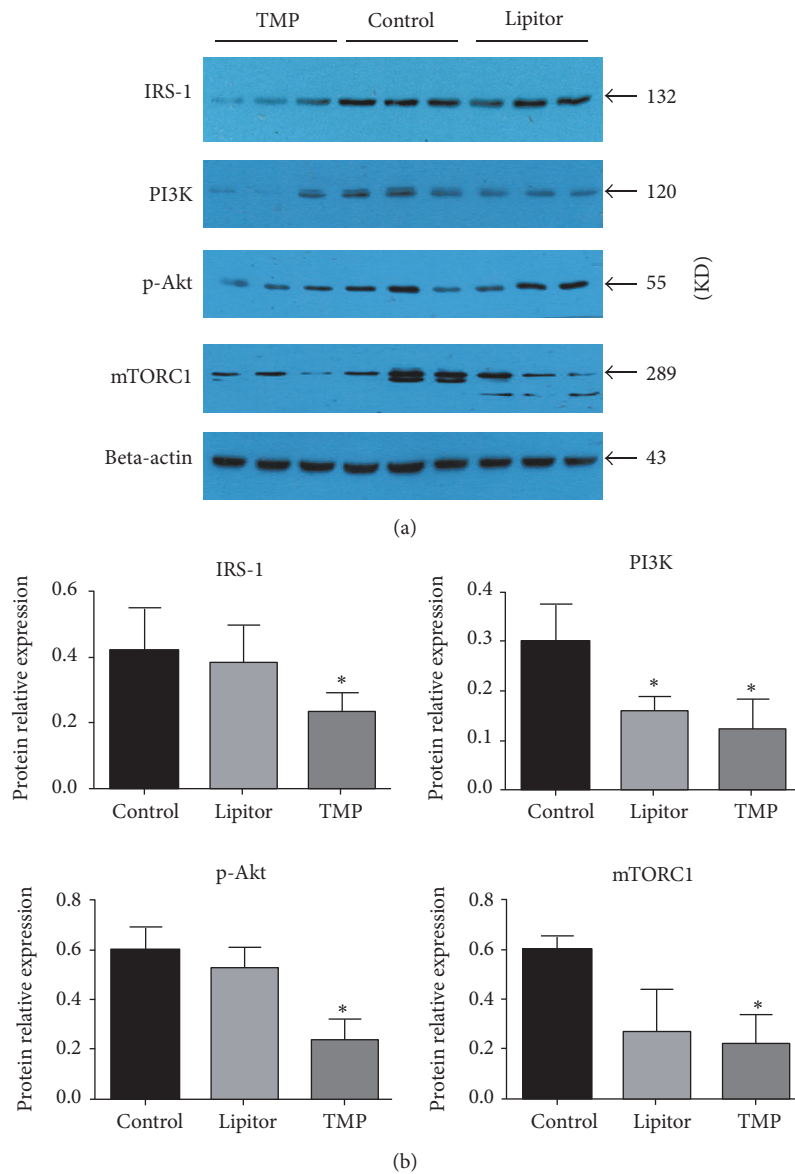 TMP Control Lipitor
IRS-1 132
PI3K 120
p-Akt 55
(KD)
mTORC1 289
Beta-actin 43
(a)
IRS-1
Protein relative expression
0.6
0.4
0.2
0.0
*
Control Lipitor TMP
PI3K
Protein relative expression
0.4
0.3
0.2
0.1
0.0
* *
Control Lipitor TMP
p-Akt
Protein relative expression
0.8
0.6
0.4
0.2
0.0
*
Control Lipitor TMP
mTORC1
Protein relative expression
0.8
0.6
0.4
0.2
0.0
*
Control Lipitor TMP
(b)